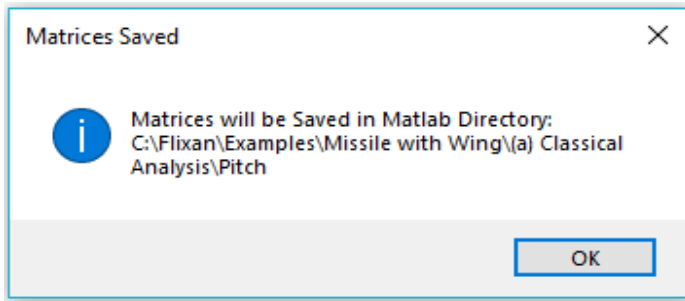 Matrices Saved
Matrices will be Saved in Matlab Directory:
C:\Flixan\Examples\Missile with Wing\(a) Classical
Analysis\Pitch
OK